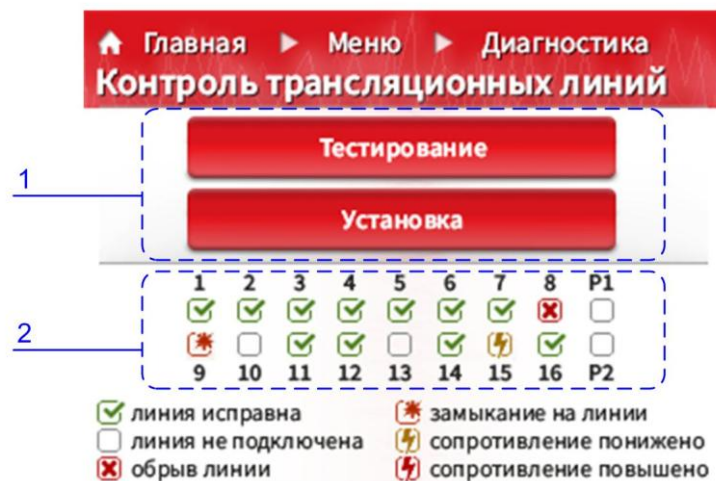 Главная ▶ Меню ▶ Диагностика
Контроль трансляционных линий
1
Тестирование
Установка
2
1 2 3 4 5 6 7 8 P1
9 10 11 12 13 14 15 16 P2
линия исправна
линия не подключена
обрыв линии
замыкание на линии
сопротивление понижено
сопротивление повышено